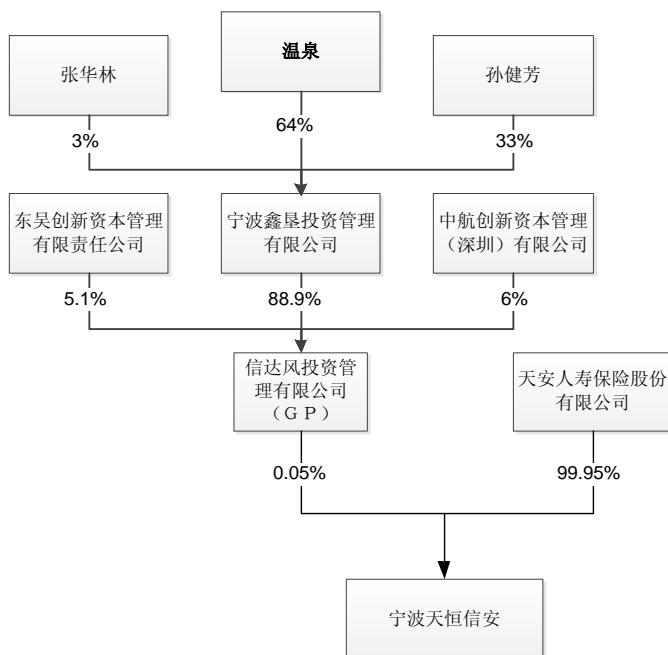 张华林
温泉
孙健芳
3%
64%
33%
东吴创新资本管理
有限责任公司
宁波鑫垦投资管理
有限公司
中航创新资本管理
（深圳）有限公司
5.1%
88.9%
6%
信达风投资管
理有限公司
（ＧＰ）
天安人寿保险股份
有限公司
0.05%
99.95%
宁波天恒信安